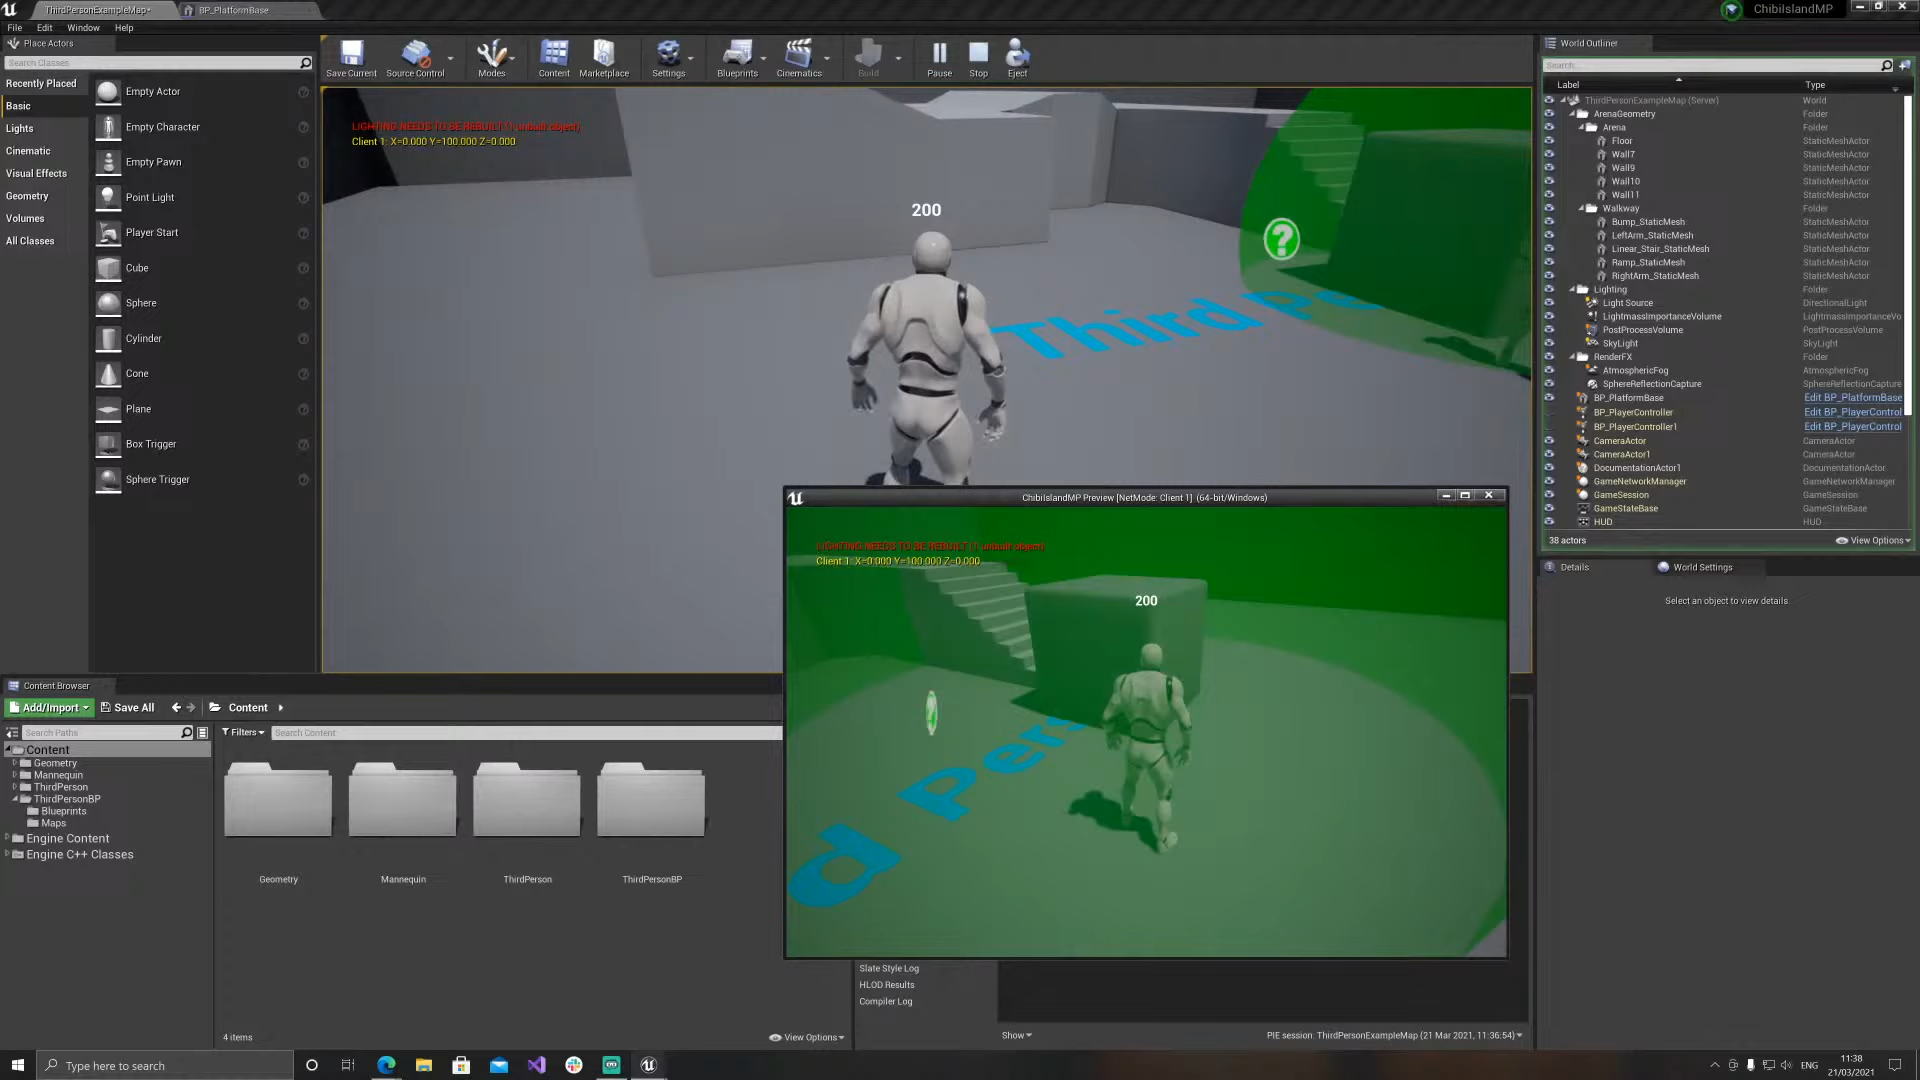 ThirdPersonExampleMap*
BP_PlatformBase
ChibiIslandMP
File Edit Window Help
Place Actors
Search Classes
Recently Placed
Basic
Lights
Cinematic
Visual Effects
Geometry
Volumes
All Classes
Empty Actor
Empty Character
Empty Pawn
Point Light
Player Start
Cube
Sphere
Cylinder
Cone
Plane
Box Trigger
Sphere Trigger
Save Current Source Control Modes Content Marketplace Settings Blueprints Cinematics Build Pause Stop Eject
LIGHTING NEEDS TO BE REBUILT (1 unbuilt object)
Client 1: X=0.000 Y=100.000 Z=0.000
200
?
Third Pe
ChibiIslandMP Preview [NetMode: Client 1] (64-bit/Windows)
LIGHTING NEEDS TO BE REBUILT (1 unbuilt object)
Client 1: X=0.000 Y=100.000 Z=0.000
200
d Pers
World Outliner
Search...
Label Type
ThirdPersonExampleMap (Server) World
ArenaGeometry Folder
Arena Folder
Floor StaticMeshActor
Wall7 StaticMeshActor
Wall9 StaticMeshActor
Wall10 StaticMeshActor
Wall11 StaticMeshActor
Walkway Folder
Bump_StaticMesh StaticMeshActor
LeftArm_StaticMesh StaticMeshActor
Linear_Stair_StaticMesh StaticMeshActor
Ramp_StaticMesh StaticMeshActor
RightArm_StaticMesh StaticMeshActor
Lighting Folder
Light Source DirectionalLight
LightmassImportanceVolume LightmassImportanceVo
PostProcessVolume PostProcessVolume
SkyLight SkyLight
RenderFX Folder
AtmosphericFog AtmosphericFog
SphereReflectionCapture SphereReflectionCapture
BP_PlatformBase Edit BP_PlatformBase
BP_PlayerController Edit BP_PlayerControl
BP_PlayerController1 Edit BP_PlayerControl
CameraActor CameraActor
CameraActor1 CameraActor
DocumentationActor1 DocumentationActor
GameNetworkManager GameNetworkManager
GameSession GameSession
GameStateBase GameStateBase
HUD HUD
38 actors View Options
Details World Settings
Select an object to view details.
Content Browser
Add/Import Save All Content
Search Paths Filters Search Content
Content
Geometry
Mannequin
ThirdPerson
ThirdPersonBP
Blueprints
Maps
Engine Content
Engine C++ Classes
Geometry Mannequin ThirdPerson ThirdPersonBP
4 items View Options
Slate Style Log
HLOD Results
Compiler Log
Show PIE session: ThirdPersonExampleMap (21 Mar 2021, 11:36:54)
Type here to search
ENG
11:38
21/03/2021